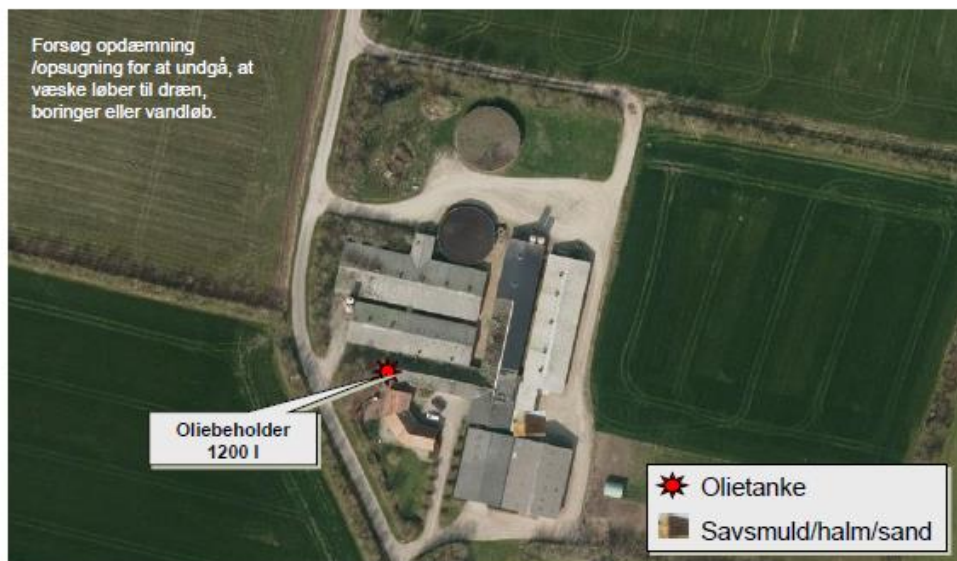 Forsøg opdæmning
/opsugning for at undgå, at
væske løber til dræn,
boringer eller vandløb.
Oliebeholder
1200 l
Olietanke
Savsmuld/halm/sand